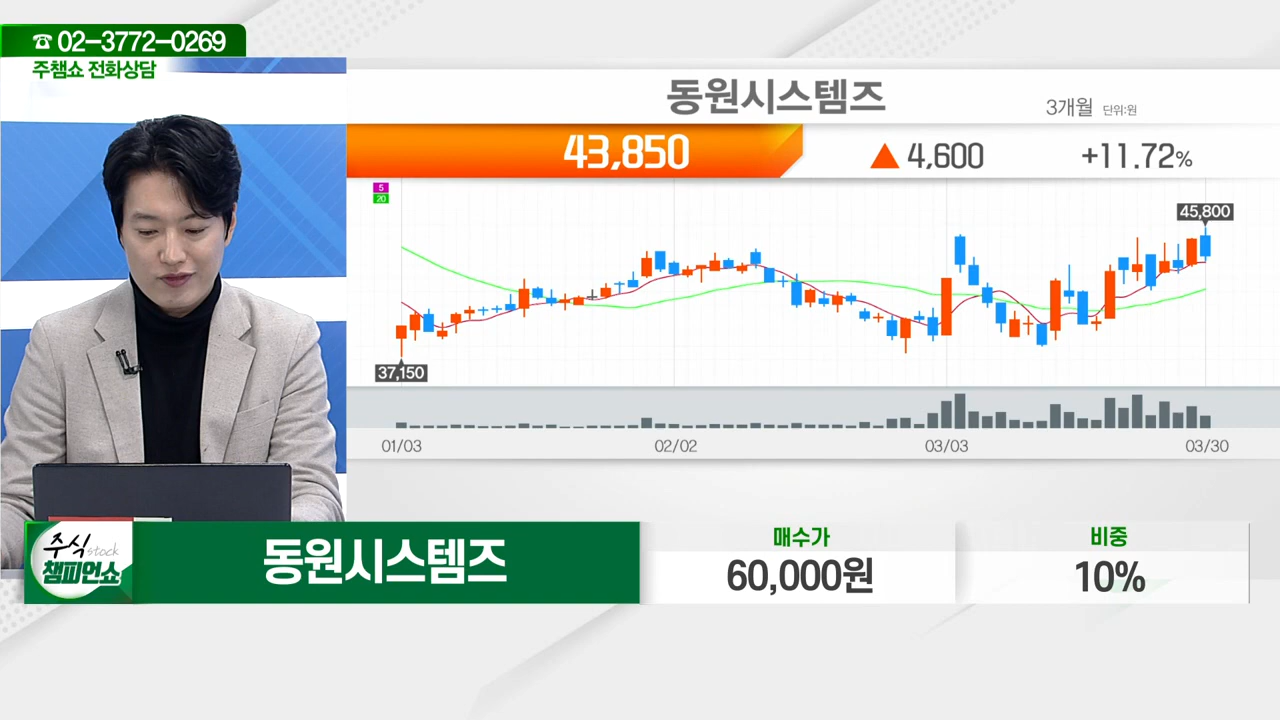 ☎ 02-3772-0269
주챔쇼 전화상담
동원시스템즈
3개월 단위:원
43,850 ▲ 4,600 +11.72%
5
20
45,800
37,150
01/03 02/02 03/03 03/30
주식 stock
챔피언쇼
동원시스템즈
매수가
60,000원
비중
10%